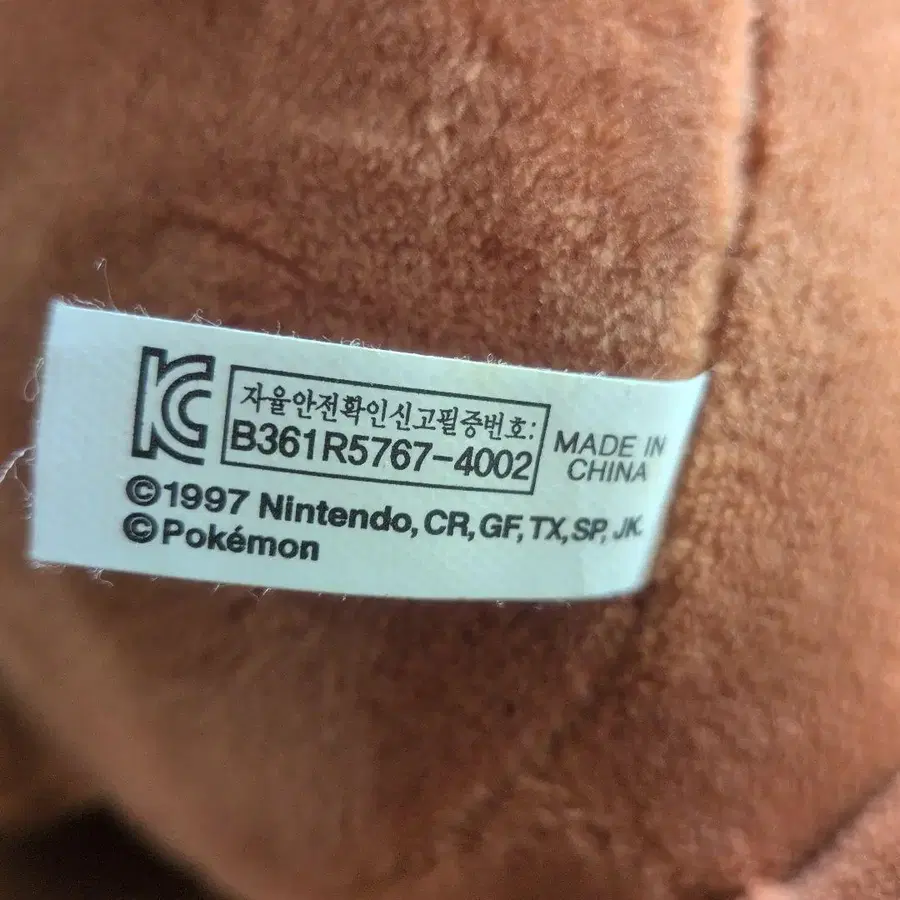 KC
자율안전확인신고필증번호:
B361R5767-4002
MADE IN
CHINA
©1997 Nintendo, CR, GF, TX, SP, JK.
©Pokémon